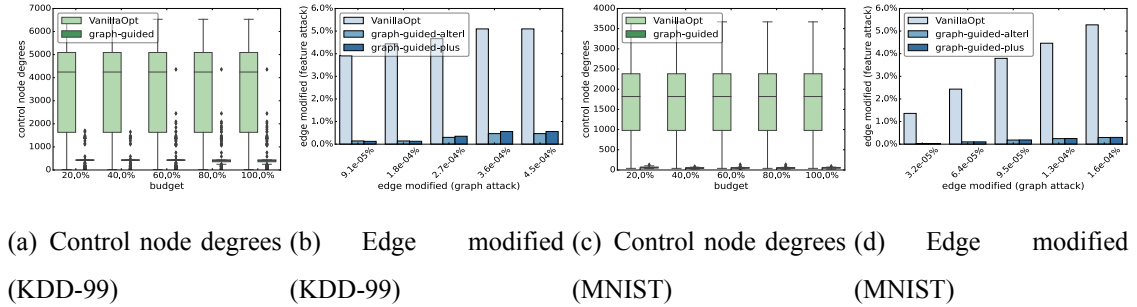 VanillaOpt
graph-guided
control node degrees
7000
6000
5000
4000
3000
2000
1000
0
20,0% 40,0% 60,0% 80,0% 100,0%
budget
VanillaOpt
graph-guided-alterI
graph-guided-plus
edge modified (feature attack)
6.0%
5.0%
4.0%
3.0%
2.0%
1.0%
0.0%
9.1e-05% 1.8e-04% 2.7e-04% 3.6e-04% 4.5e-04%
edge modified (graph attack)
VanillaOpt
graph-guided
control node degrees
4000
3500
3000
2500
2000
1500
1000
500
0
20,0% 40,0% 60,0% 80,0% 100,0%
budget
VanillaOpt
graph-guided-alterI
graph-guided-plus
edge modified (feature attack)
6.0%
5.0%
4.0%
3.0%
2.0%
1.0%
0.0%
3.2e-05% 6.4e-05% 9.5e-05% 1.3e-04% 1.6e-04%
edge modified (graph attack)
(a) Control node degrees
(KDD-99)
(b) Edge modified
(KDD-99)
(c) Control node degrees
(MNIST)
(d) Edge modified
(MNIST)